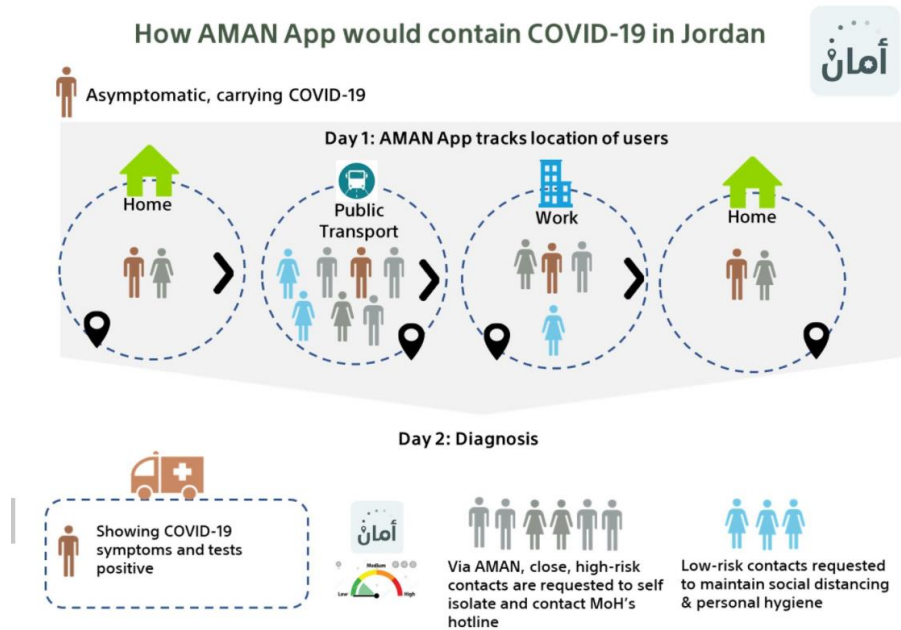 How AMAN App would contain COVID-19 in Jordan
أمان
Asymptomatic, carrying COVID-19
Day 1: AMAN App tracks location of users
Home
Public
Transport
Work
Home
Day 2: Diagnosis
Showing COVID-19
symptoms and tests
positive
أمان
Medium
Low
High
Via AMAN, close, high-risk
contacts are requested to self
isolate and contact MoH's
hotline
Low-risk contacts requested
to maintain social distancing
& personal hygiene